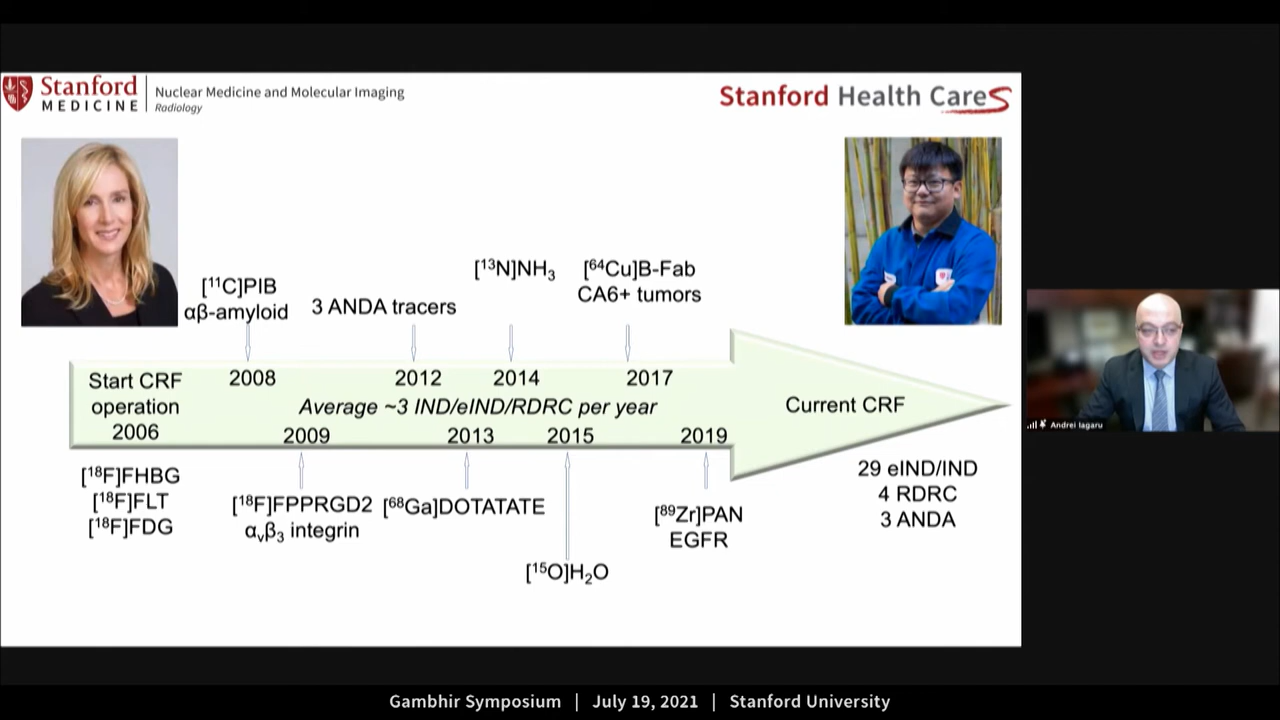 Stanford
MEDICINE
Nuclear Medicine and Molecular Imaging
Radiology
Stanford Health Care
[¹¹C]PIB
αβ-amyloid
3 ANDA tracers
[¹³N]NH₃
[⁶⁴Cu]B-Fab
CA6+ tumors
Start CRF
operation
2006
2008
2012
2014
2017
Average ~3 IND/eIND/RDRC per year
2009
2013
2015
2019
Current CRF
[¹⁸F]FHBG
[¹⁸F]FLT
[¹⁸F]FDG
[¹⁸F]FPPRGD2
αᵥβ₃ integrin
[⁶⁸Ga]DOTATATE
[¹⁵O]H₂O
[⁸⁹Zr]PAN
EGFR
29 eIND/IND
4 RDRC
3 ANDA
Andrei Iagaru
Gambhir Symposium | July 19, 2021 | Stanford University